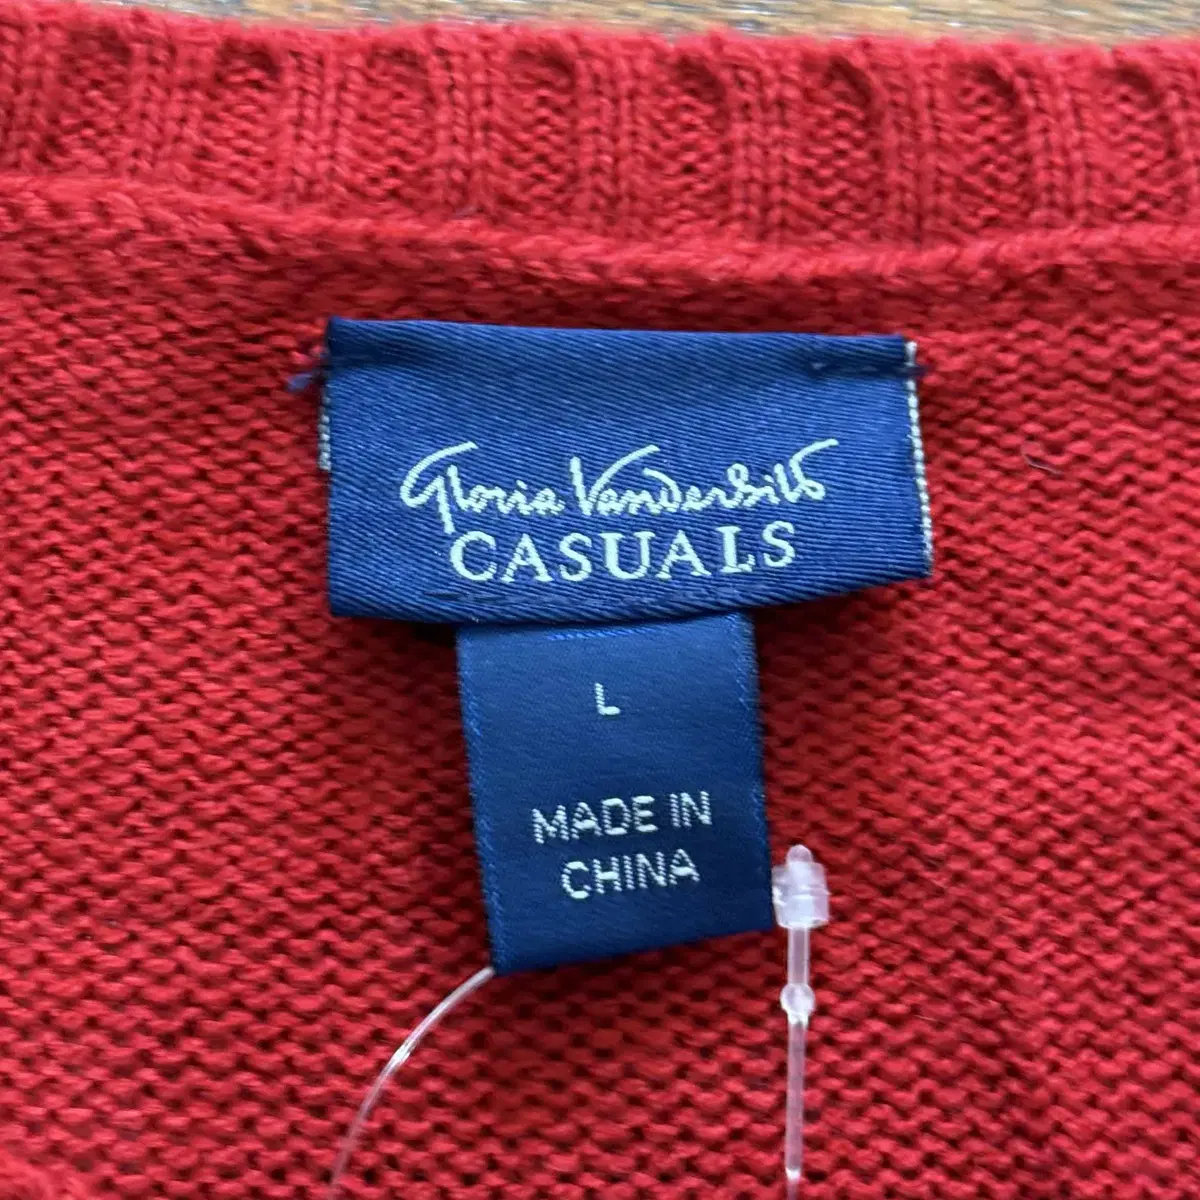 Gloria Vanderbilt
CASUALS
L
MADE IN
CHINA